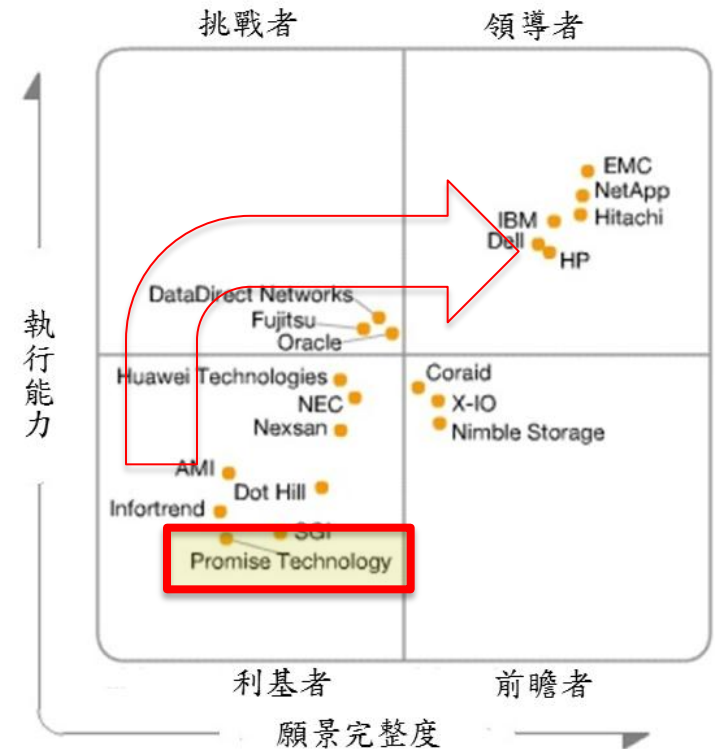 挑戰者
領導者
EMC
NetApp
IBM
Hitachi
Dell
HP
DataDirect Networks
Fujitsu
Oracle
執行能力
Huawei Technologies
Coraid
NEC
X-IO
Nexsan
Nimble Storage
AMI
Dot Hill
Infortrend
SGI
Promise Technology
利基者
前瞻者
願景完整度